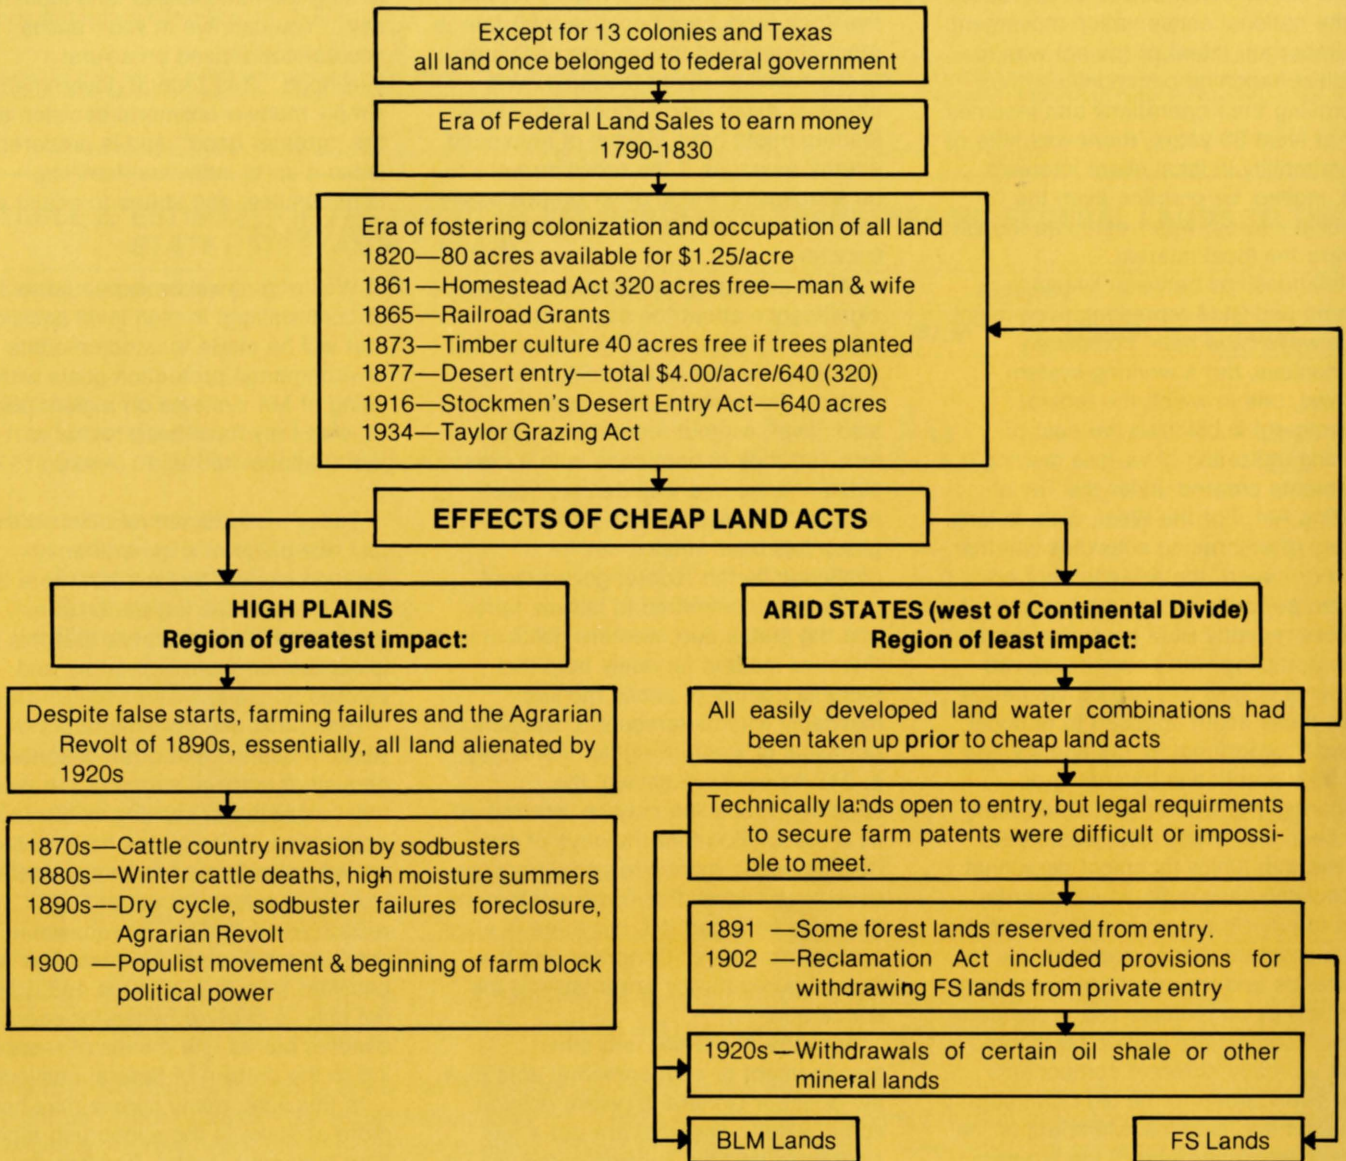 Except for 13 colonies and Texas
all land once belonged to federal government
Era of Federal Land Sales to earn money
1790-1830
Era of fostering colonization and occupation of all land
1820—80 acres available for $1.25/acre
1861—Homestead Act 320 acres free—man & wife
1865—Railroad Grants
1873—Timber culture 40 acres free if trees planted
1877—Desert entry—total $4.00/acre/640 (320)
1916—Stockmen's Desert Entry Act—640 acres
1934—Taylor Grazing Act
EFFECTS OF CHEAP LAND ACTS
HIGH PLAINS
Region of greatest impact:
Despite false starts, farming failures and the Agrarian
Revolt of 1890s, essentially, all land alienated by
1920s
1870s—Cattle country invasion by sodbusters
1880s—Winter cattle deaths, high moisture summers
1890s—Dry cycle, sodbuster failures foreclosure,
Agrarian Revolt
1900 —Populist movement & beginning of farm block
political power
ARID STATES (west of Continental Divide)
Region of least impact:
All easily developed land water combinations had
been taken up prior to cheap land acts
Technically lands open to entry, but legal requirments
to secure farm patents were difficult or impossi-
ble to meet.
1891 —Some forest lands reserved from entry.
1902 —Reclamation Act included provisions for
withdrawing FS lands from private entry
1920s—Withdrawals of certain oil shale or other
mineral lands
BLM Lands
FS Lands